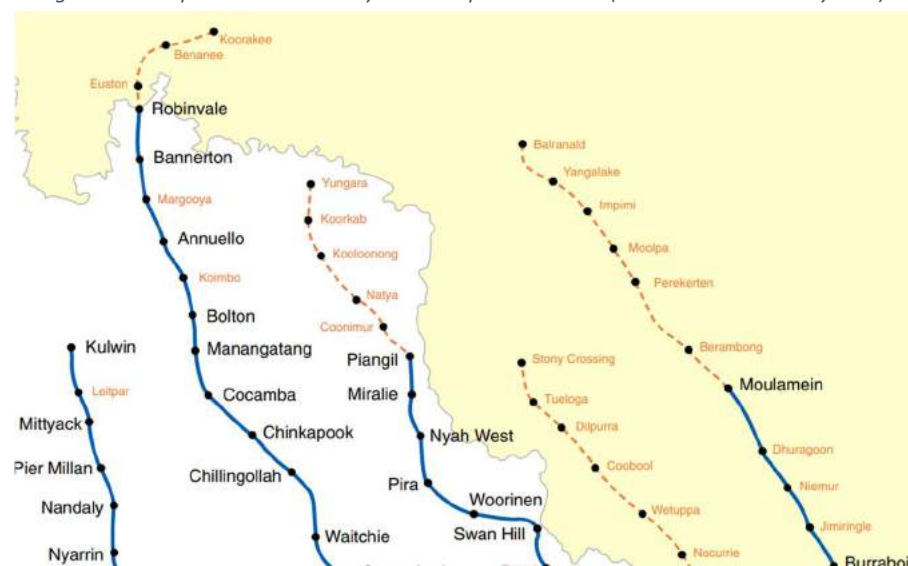 Koorakee
Benanee
Euston
Robinvale
Bannerton
Margooya
Annuello
Koimbo
Bolton
Manangatang
Cocamba
Chinkapook
Chillingollah
Waitchie
Kulwin
Leitpar
Mittyack
Pier Millan
Nandaly
Nyarrin
Yungara
Koorkab
Kooloonong
Natya
Coonimur
Piangil
Miralie
Nyah West
Pira
Woorinen
Swan Hill
Balranald
Yangalake
Impimi
Moolpa
Perekerten
Berambong
Moulamein
Dhuragoon
Niemur
Jimiringle
Burraboi
Stony Crossing
Tueloga
Dilpurra
Coobool
Wetuppa
Nacurrie